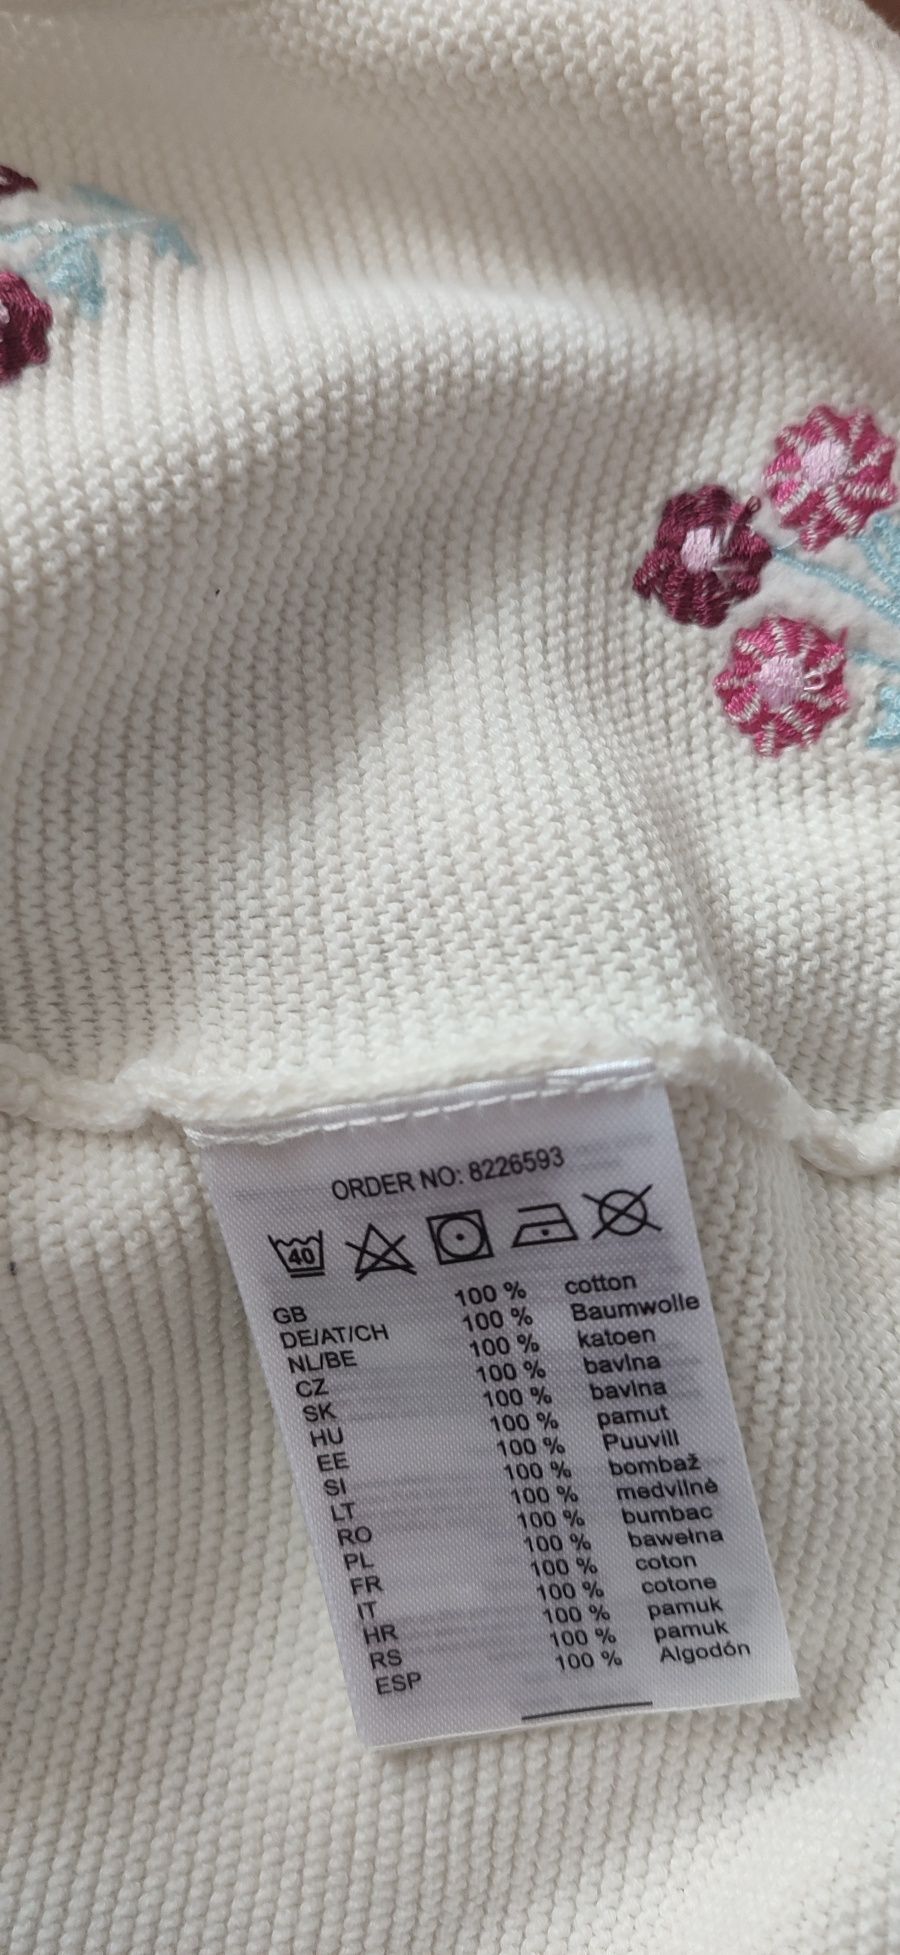 ORDER NO: 8226593
40
GB 100 % cotton
DE/AT/CH 100 % Baumwolle
NL/BE 100 % katoen
CZ 100 % bavlna
SK 100 % bavlna
HU 100 % pamut
EE 100 % Puuvill
SI 100 % bombaž
LT 100 % medvilnė
RO 100 % bumbac
PL 100 % bawełna
FR 100 % coton
IT 100 % cotone
HR 100 % pamuk
RS 100 % pamuk
ESP 100 % Algodón